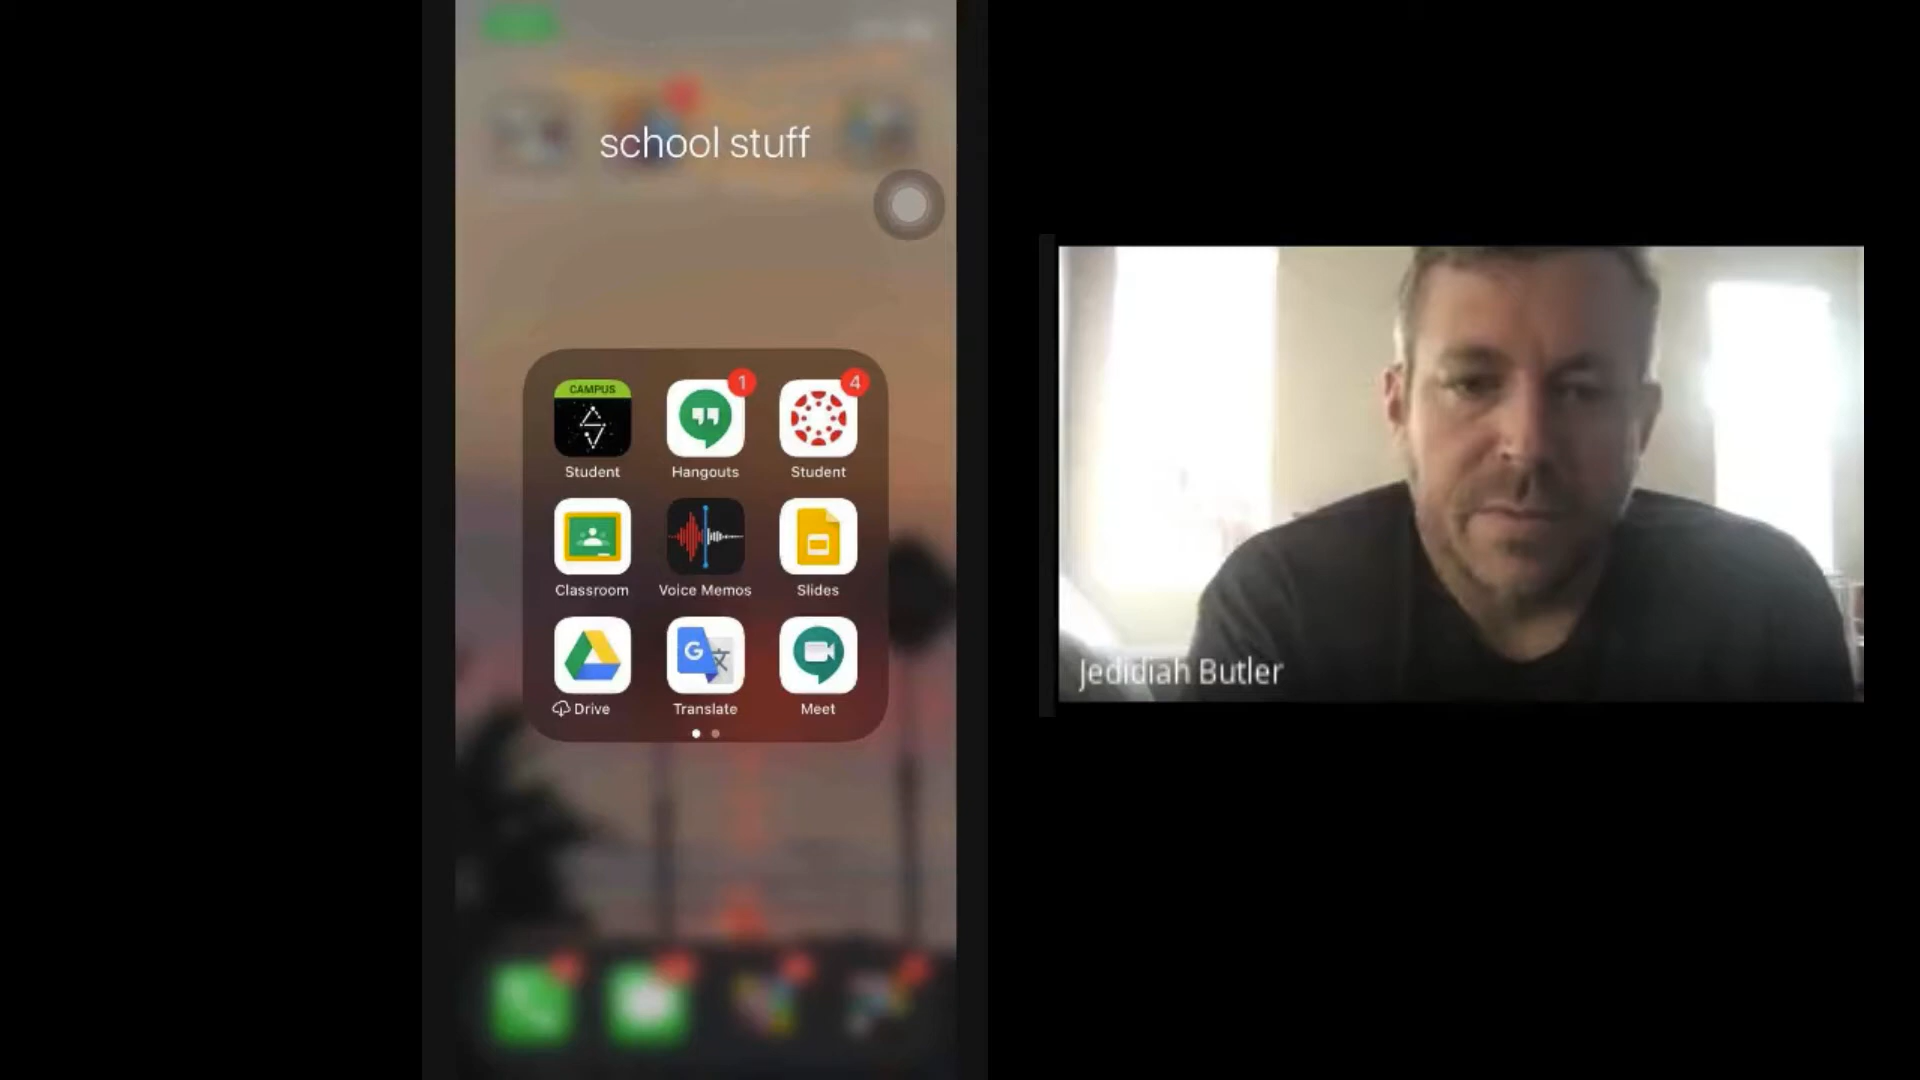 school stuff
CAMPUS
1
4
Student
Hangouts
Student
Classroom
Voice Memos
Slides
G
Drive
Translate
Meet
Jedidiah Butler